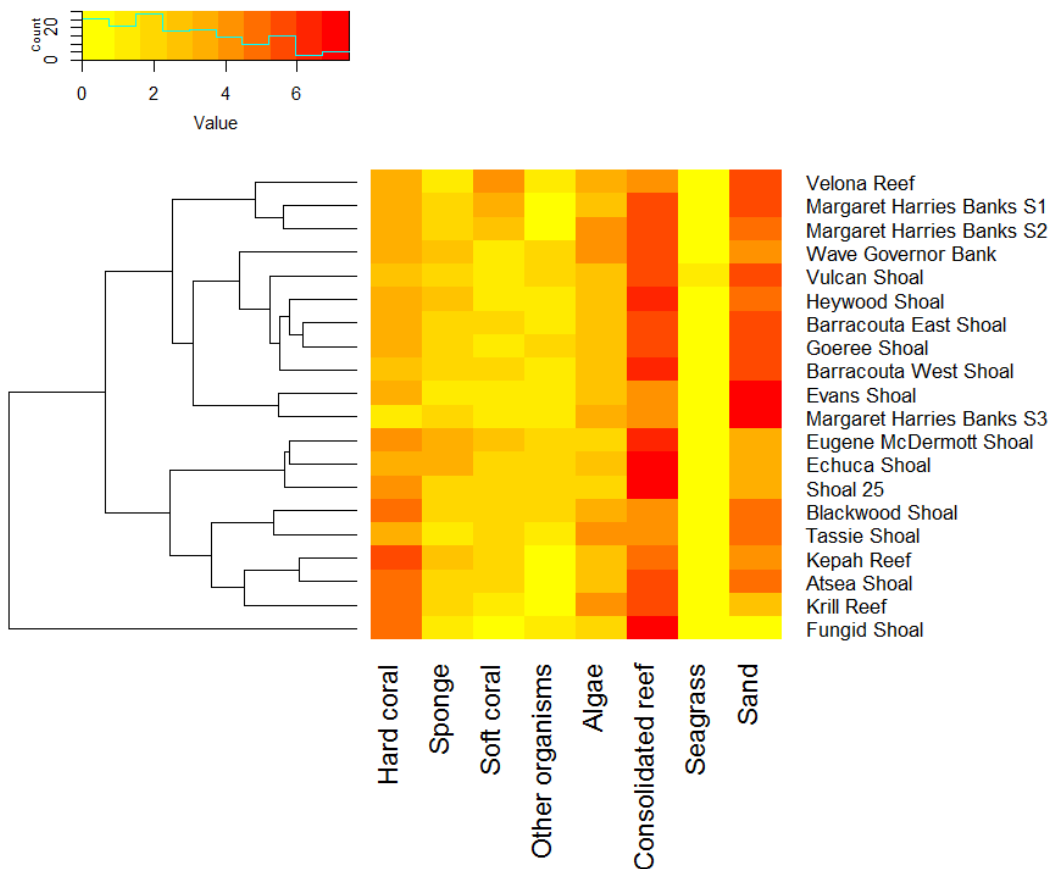 Count
0
20
0 2 4 6
Value
Velona Reef
Margaret Harries Banks S1
Margaret Harries Banks S2
Wave Governor Bank
Vulcan Shoal
Heywood Shoal
Barracouta East Shoal
Goeree Shoal
Barracouta West Shoal
Evans Shoal
Margaret Harries Banks S3
Eugene McDermott Shoal
Echuca Shoal
Shoal 25
Blackwood Shoal
Tassie Shoal
Kepah Reef
Atsea Shoal
Krill Reef
Fungid Shoal
Hard coral
Sponge
Soft coral
Other organisms
Algae
Consolidated reef
Seagrass
Sand